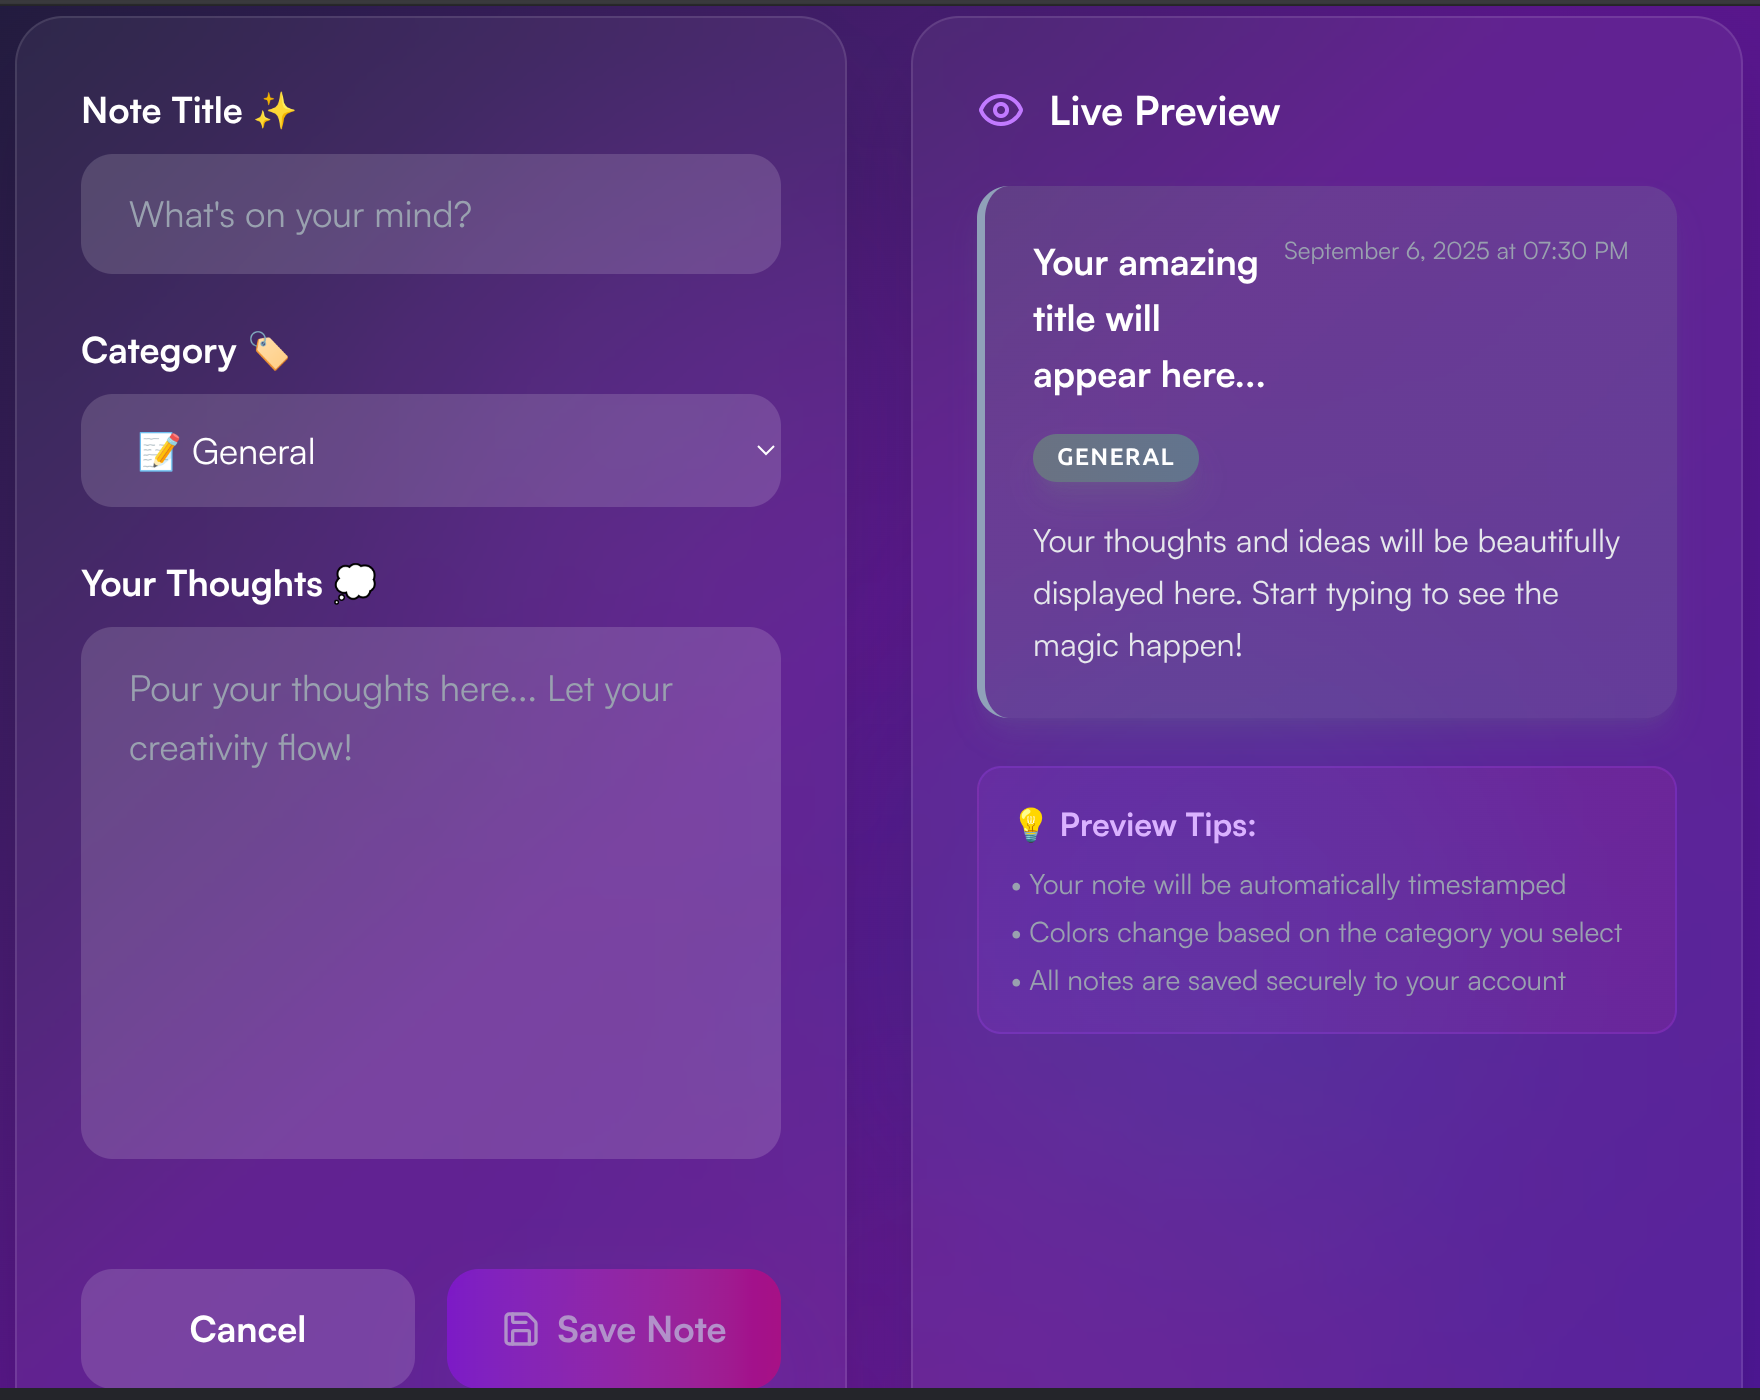 Note Title ✨
What's on your mind?
Category 🏷️
📝 General
Your Thoughts 💭
Pour your thoughts here... Let your
creativity flow!
Cancel
Save Note
Live Preview
Your amazing
title will
appear here...
September 6, 2025 at 07:30 PM
GENERAL
Your thoughts and ideas will be beautifully
displayed here. Start typing to see the
magic happen!
💡 Preview Tips:
• Your note will be automatically timestamped
• Colors change based on the category you select
• All notes are saved securely to your account